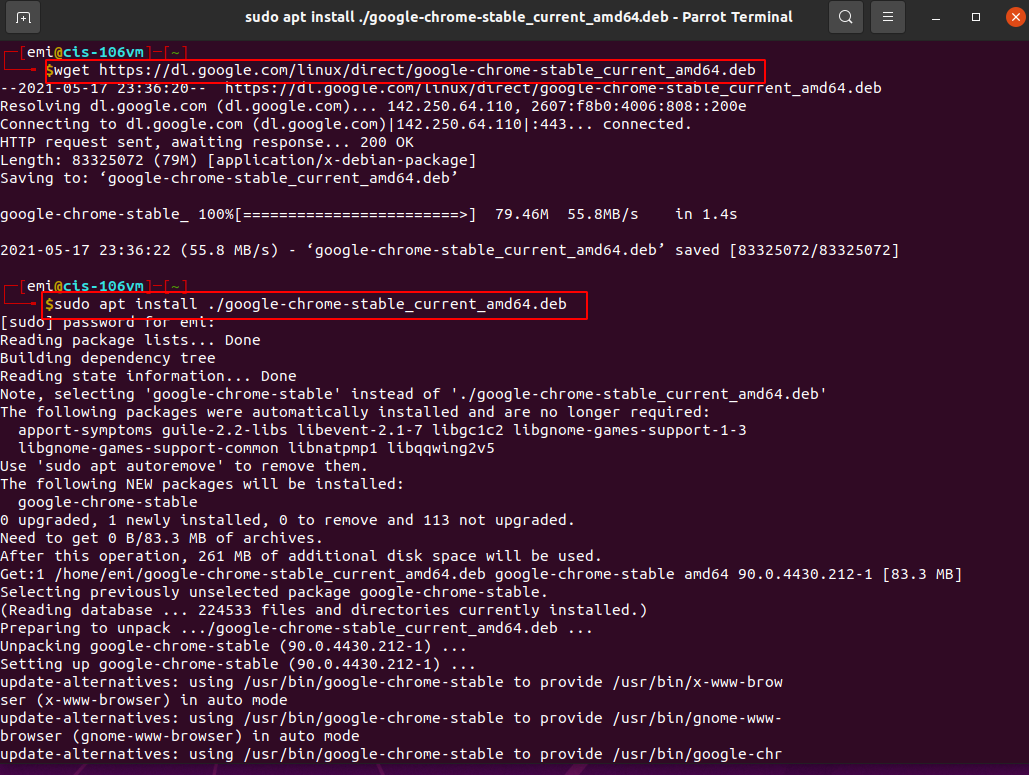 sudo apt install ./google-chrome-stable_current_amd64.deb - Parrot Terminal
┌─[emi@cis-106vm]─[~]
└──╼ $wget https://dl.google.com/linux/direct/google-chrome-stable_current_amd64.deb
--2021-05-17 23:36:20--  https://dl.google.com/linux/direct/google-chrome-stable_current_amd64.deb
Resolving dl.google.com (dl.google.com)... 142.250.64.110, 2607:f8b0:4006:808::200e
Connecting to dl.google.com (dl.google.com)|142.250.64.110|:443... connected.
HTTP request sent, awaiting response... 200 OK
Length: 83325072 (79M) [application/x-debian-package]
Saving to: ‘google-chrome-stable_current_amd64.deb’
google-chrome-stable_ 100%[========================>]  79.46M  55.8MB/s    in 1.4s
2021-05-17 23:36:22 (55.8 MB/s) - ‘google-chrome-stable_current_amd64.deb’ saved [83325072/83325072]
┌─[emi@cis-106vm]─[~]
└──╼ $sudo apt install ./google-chrome-stable_current_amd64.deb
[sudo] password for emi:
Reading package lists... Done
Building dependency tree
Reading state information... Done
Note, selecting 'google-chrome-stable' instead of './google-chrome-stable_current_amd64.deb'
The following packages were automatically installed and are no longer required:
  apport-symptoms guile-2.2-libs libevent-2.1-7 libgc1c2 libgnome-games-support-1-3
  libgnome-games-support-common libnatpmp1 libqqwing2v5
Use 'sudo apt autoremove' to remove them.
The following NEW packages will be installed:
  google-chrome-stable
0 upgraded, 1 newly installed, 0 to remove and 113 not upgraded.
Need to get 0 B/83.3 MB of archives.
After this operation, 261 MB of additional disk space will be used.
Get:1 /home/emi/google-chrome-stable_current_amd64.deb google-chrome-stable amd64 90.0.4430.212-1 [83.3 MB]
Selecting previously unselected package google-chrome-stable.
(Reading database ... 224533 files and directories currently installed.)
Preparing to unpack .../google-chrome-stable_current_amd64.deb ...
Unpacking google-chrome-stable (90.0.4430.212-1) ...
Setting up google-chrome-stable (90.0.4430.212-1) ...
update-alternatives: using /usr/bin/google-chrome-stable to provide /usr/bin/x-www-brow
ser (x-www-browser) in auto mode
update-alternatives: using /usr/bin/google-chrome-stable to provide /usr/bin/gnome-www-
browser (gnome-www-browser) in auto mode
update-alternatives: using /usr/bin/google-chrome-stable to provide /usr/bin/google-chr